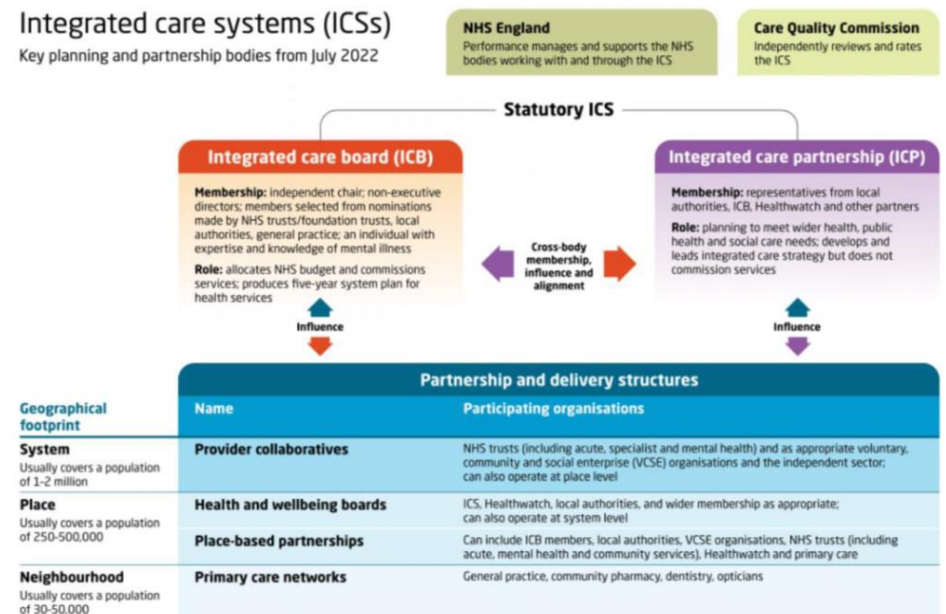 Integrated care systems (ICSs)
Key planning and partnership bodies from July 2022
NHS England
Performance manages and supports the NHS
bodies working with and through the ICS
Care Quality Commission
Independently reviews and rates
the ICS
Statutory ICS
Integrated care board (ICB)
Membership: independent chair; non-executive
directors; members selected from nominations
made by NHS trusts/foundation trusts, local
authorities, general practice; an individual with
expertise and knowledge of mental illness
Role: allocates NHS budget and commissions
services; produces five-year system plan for
health services
Cross-body
membership,
influence and
alignment
Integrated care partnership (ICP)
Membership: representatives from local
authorities, ICB, Healthwatch and other partners
Role: planning to meet wider health, public
health and social care needs; develops and
leads integrated care strategy but does not
commission services
Influence
Influence
Partnership and delivery structures
Geographical
footprint
Name
Participating organisations
System
Usually covers a population
of 1-2 million
Provider collaboratives
NHS trusts (including acute, specialist and mental health) and as appropriate voluntary,
community and social enterprise (VCSE) organisations and the independent sector;
can also operate at place level
Place
Usually covers a population
of 250-500,000
Health and wellbeing boards
ICS, Healthwatch, local authorities, and wider membership as appropriate;
can also operate at system level
Place-based partnerships
Can include ICB members, local authorities, VCSE organisations, NHS trusts (including
acute, mental health and community services), Healthwatch and primary care
Neighbourhood
Usually covers a population
of 30-50,000
Primary care networks
General practice, community pharmacy, dentistry, opticians